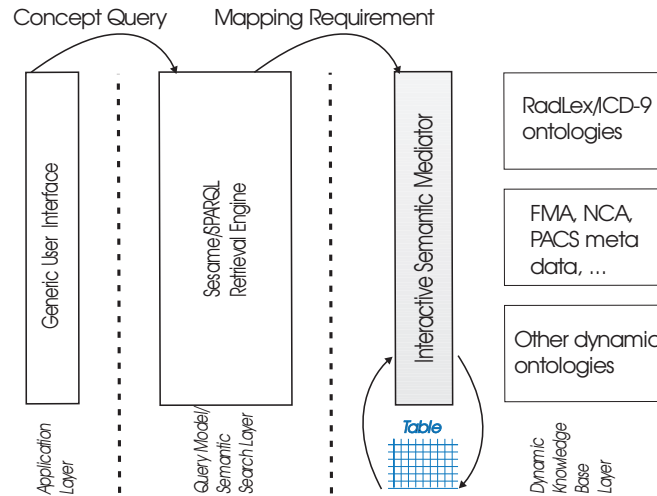 Concept Query
Mapping Requirement
Generic User Interface
Sesame/SPARQL
Retrieval Engine
Interactive Semantic Mediator
RadLex/ICD-9
ontologies
FMA, NCA,
PACS meta
data, ...
Other dynamic
ontologies
Table
Application
Layer
Query Model/
Semantic
Search Layer
Dynamic
Knowledge
Base
Layer